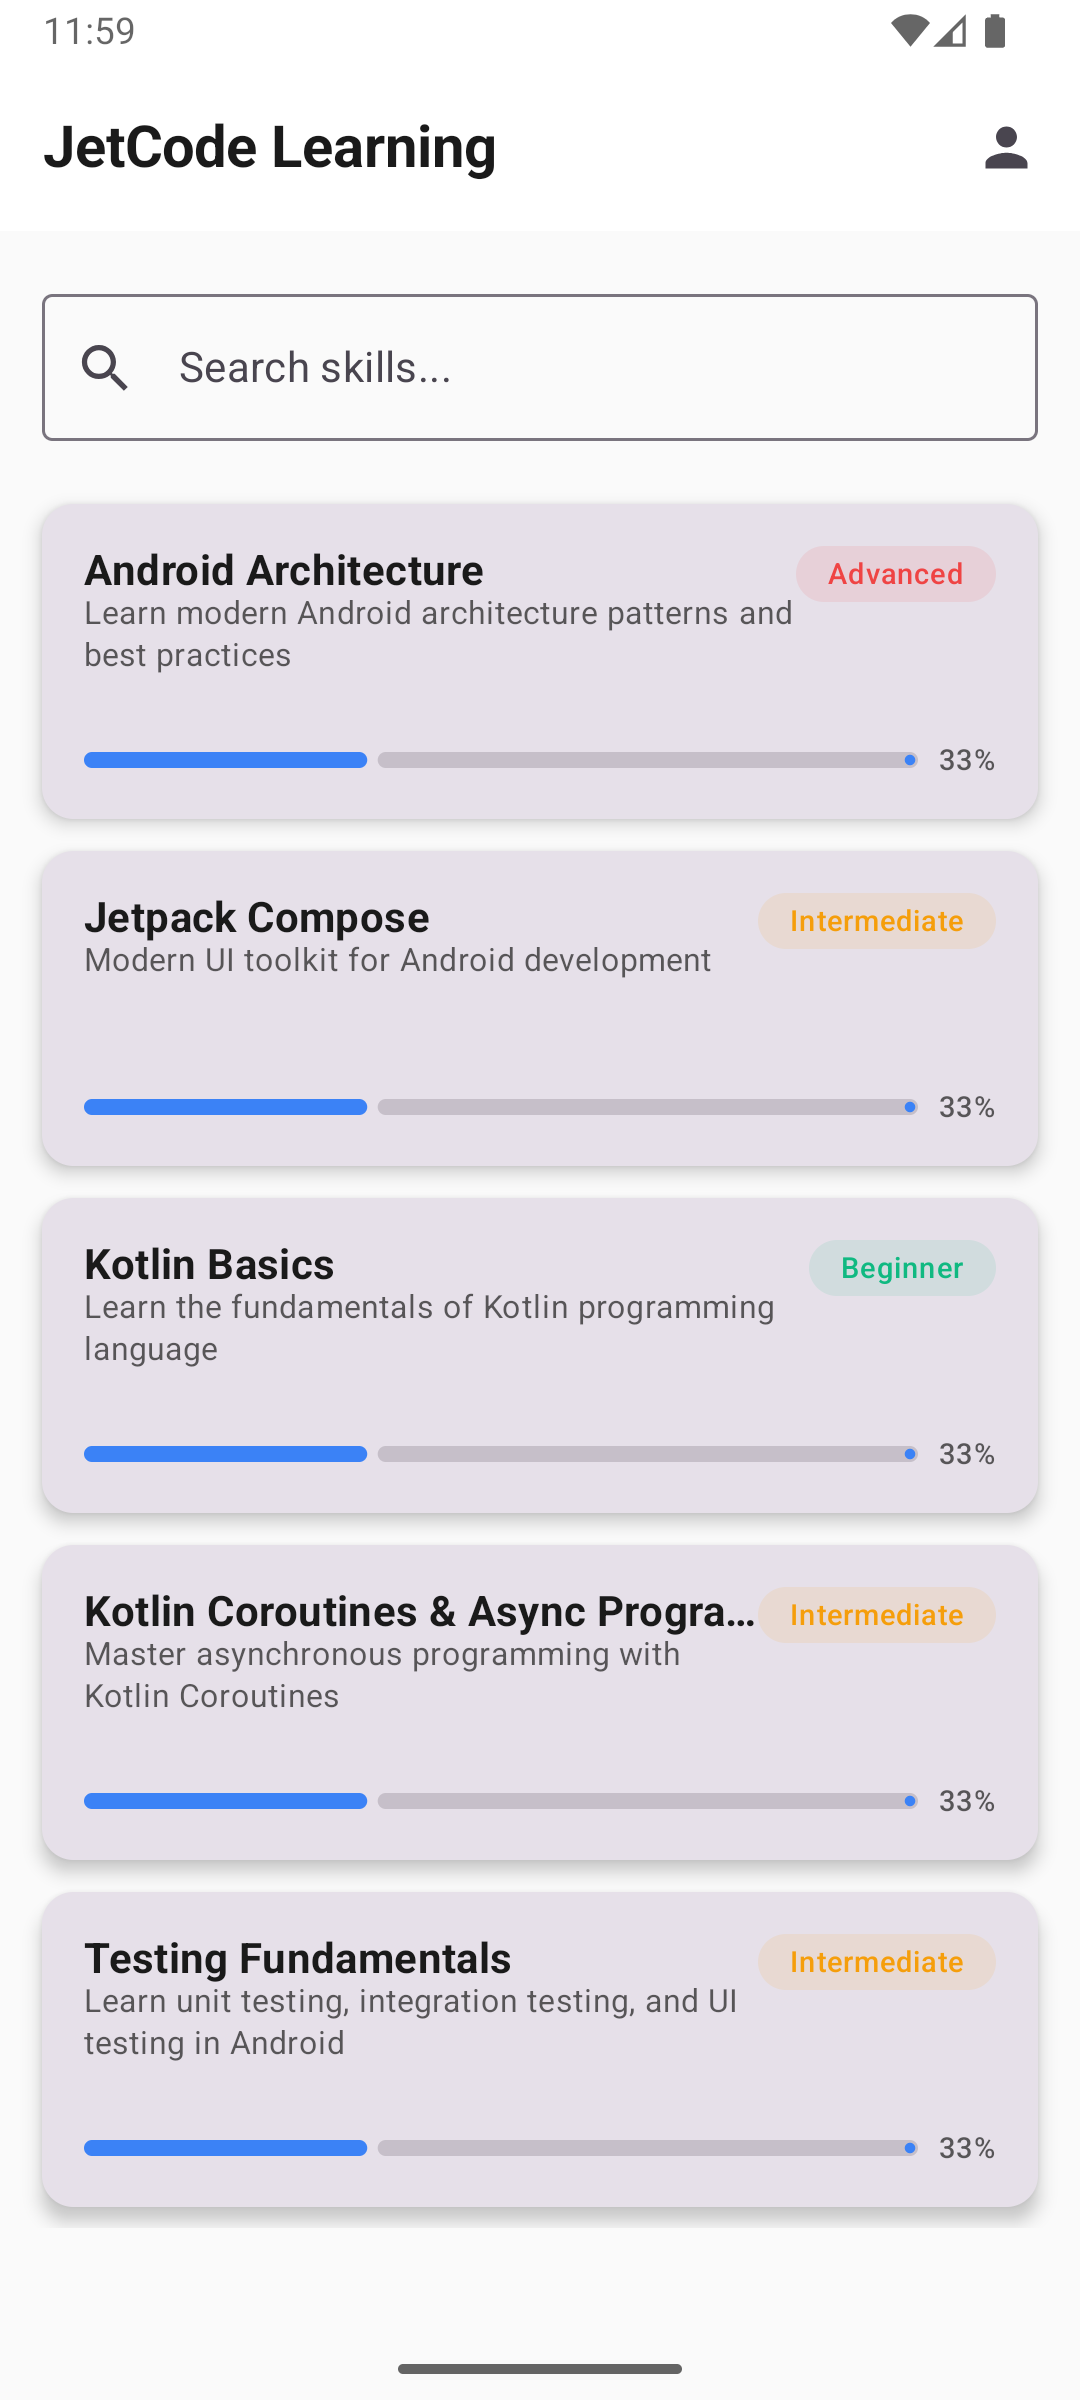 11:59
JetCode Learning
Search skills...
Android Architecture
Advanced
Learn modern Android architecture patterns and
best practices
33%
Jetpack Compose
Intermediate
Modern UI toolkit for Android development
33%
Kotlin Basics
Beginner
Learn the fundamentals of Kotlin programming
language
33%
Kotlin Coroutines & Async Progra...
Intermediate
Master asynchronous programming with
Kotlin Coroutines
33%
Testing Fundamentals
Intermediate
Learn unit testing, integration testing, and UI
testing in Android
33%